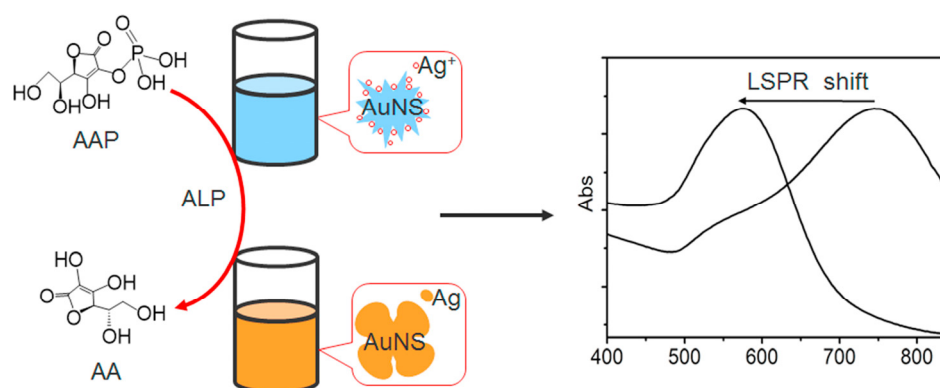 O
O
O
P
OH
OH
O
HO
HO
OH
AAP
ALP
HO
OH
O
O
OH
OH
AA
Ag⁺
AuNS
Ag
AuNS
LSPR shift
Abs
400 500 600 700 800